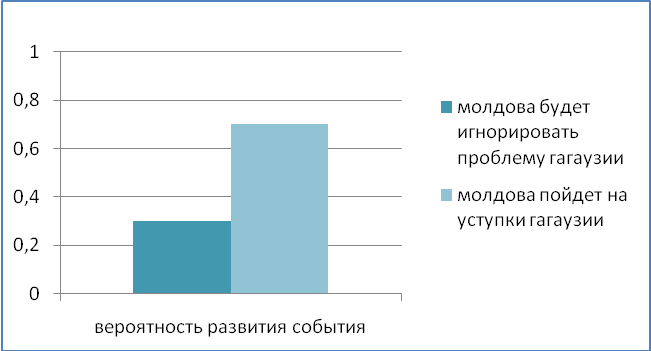 1
0,8
0,6
0,4
0,2
0
вероятность развития события
молдова будет
игнорировать
проблему гагаузии
молдова пойдет на
уступки гагаузии